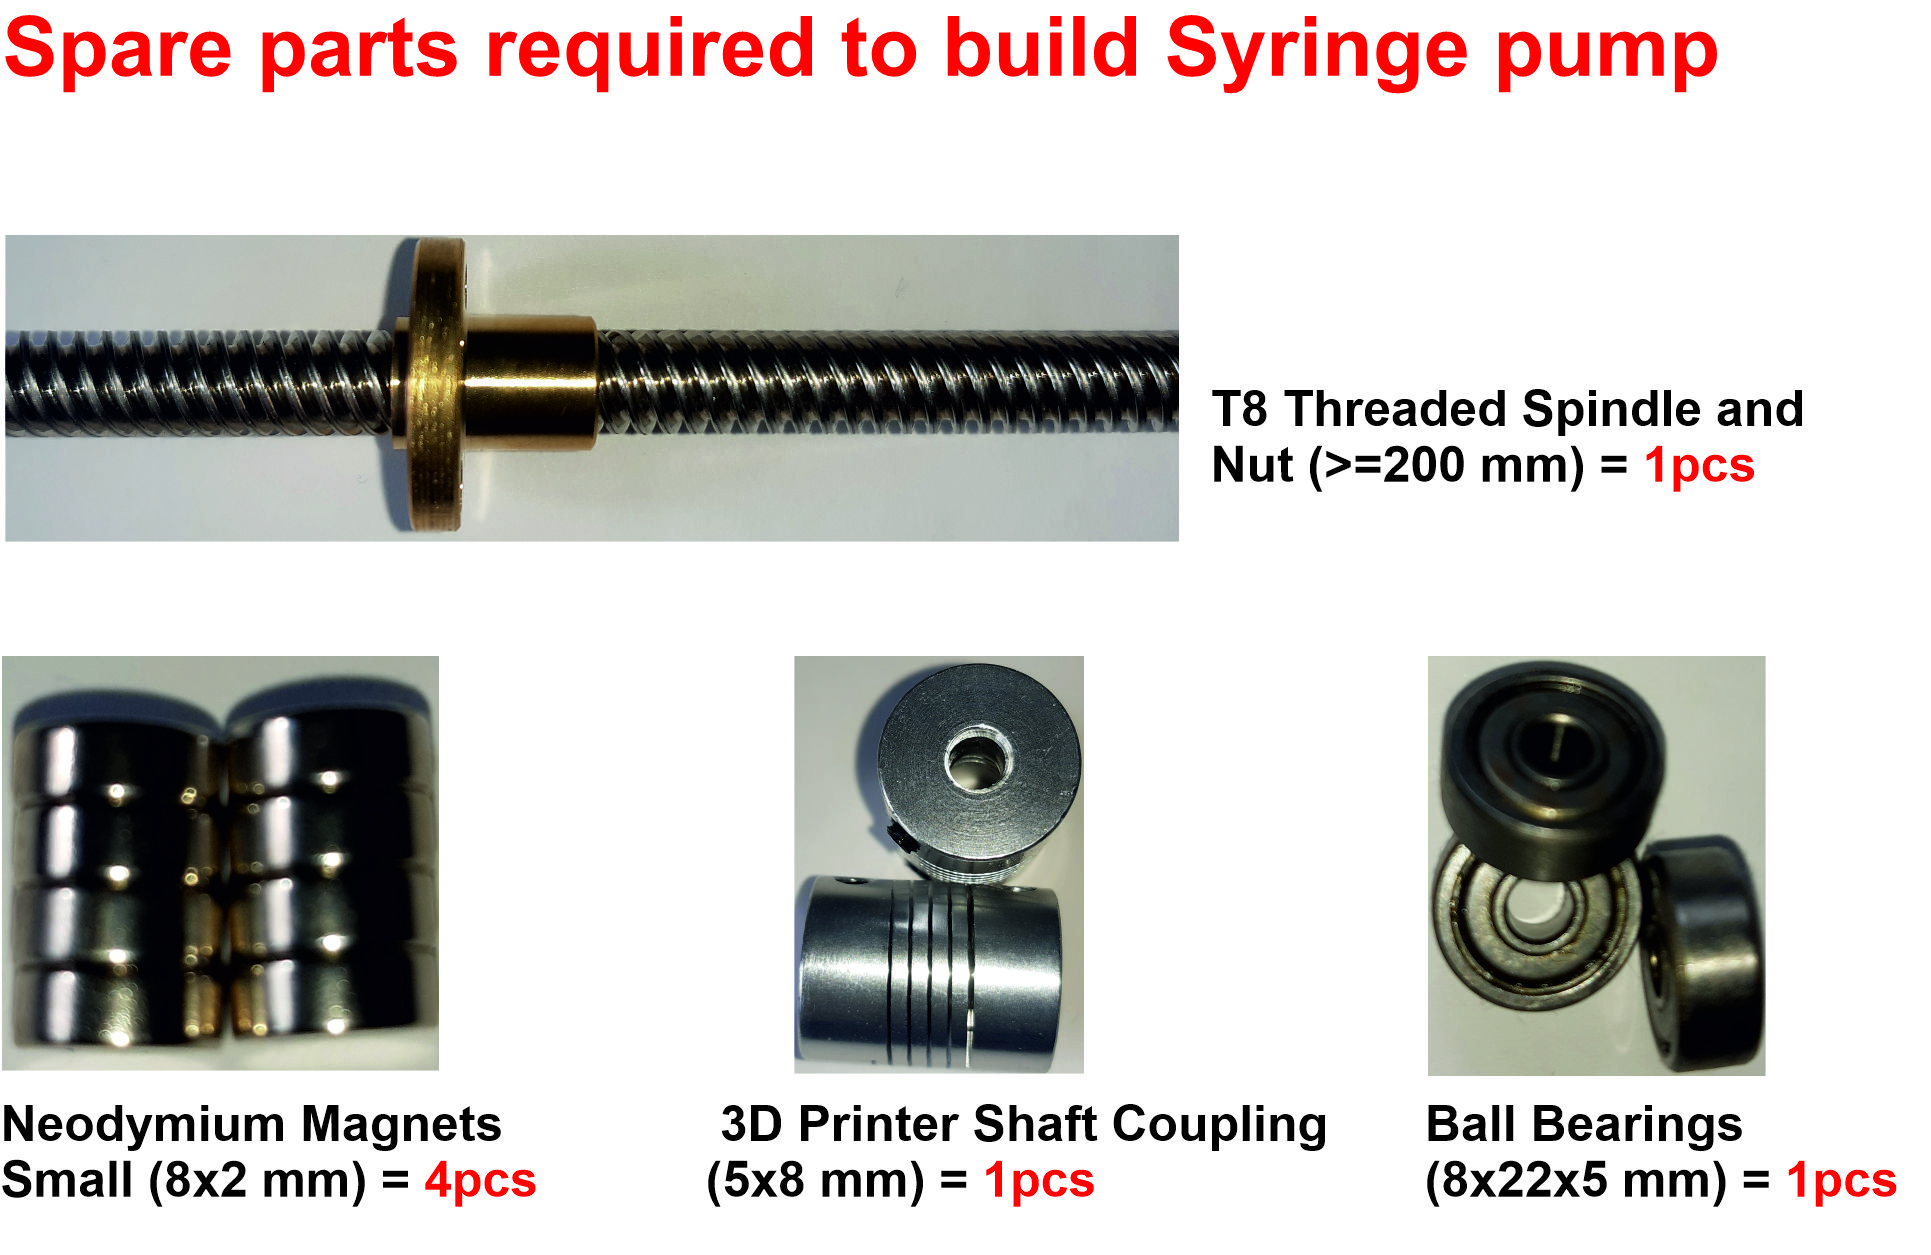 Spare parts required to build Syringe pump
T8 Threaded Spindle and
Nut (>=200 mm) = 1pcs
Neodymium Magnets
Small (8x2 mm) = 4pcs
3D Printer Shaft Coupling
(5x8 mm) = 1pcs
Ball Bearings
(8x22x5 mm) = 1pcs